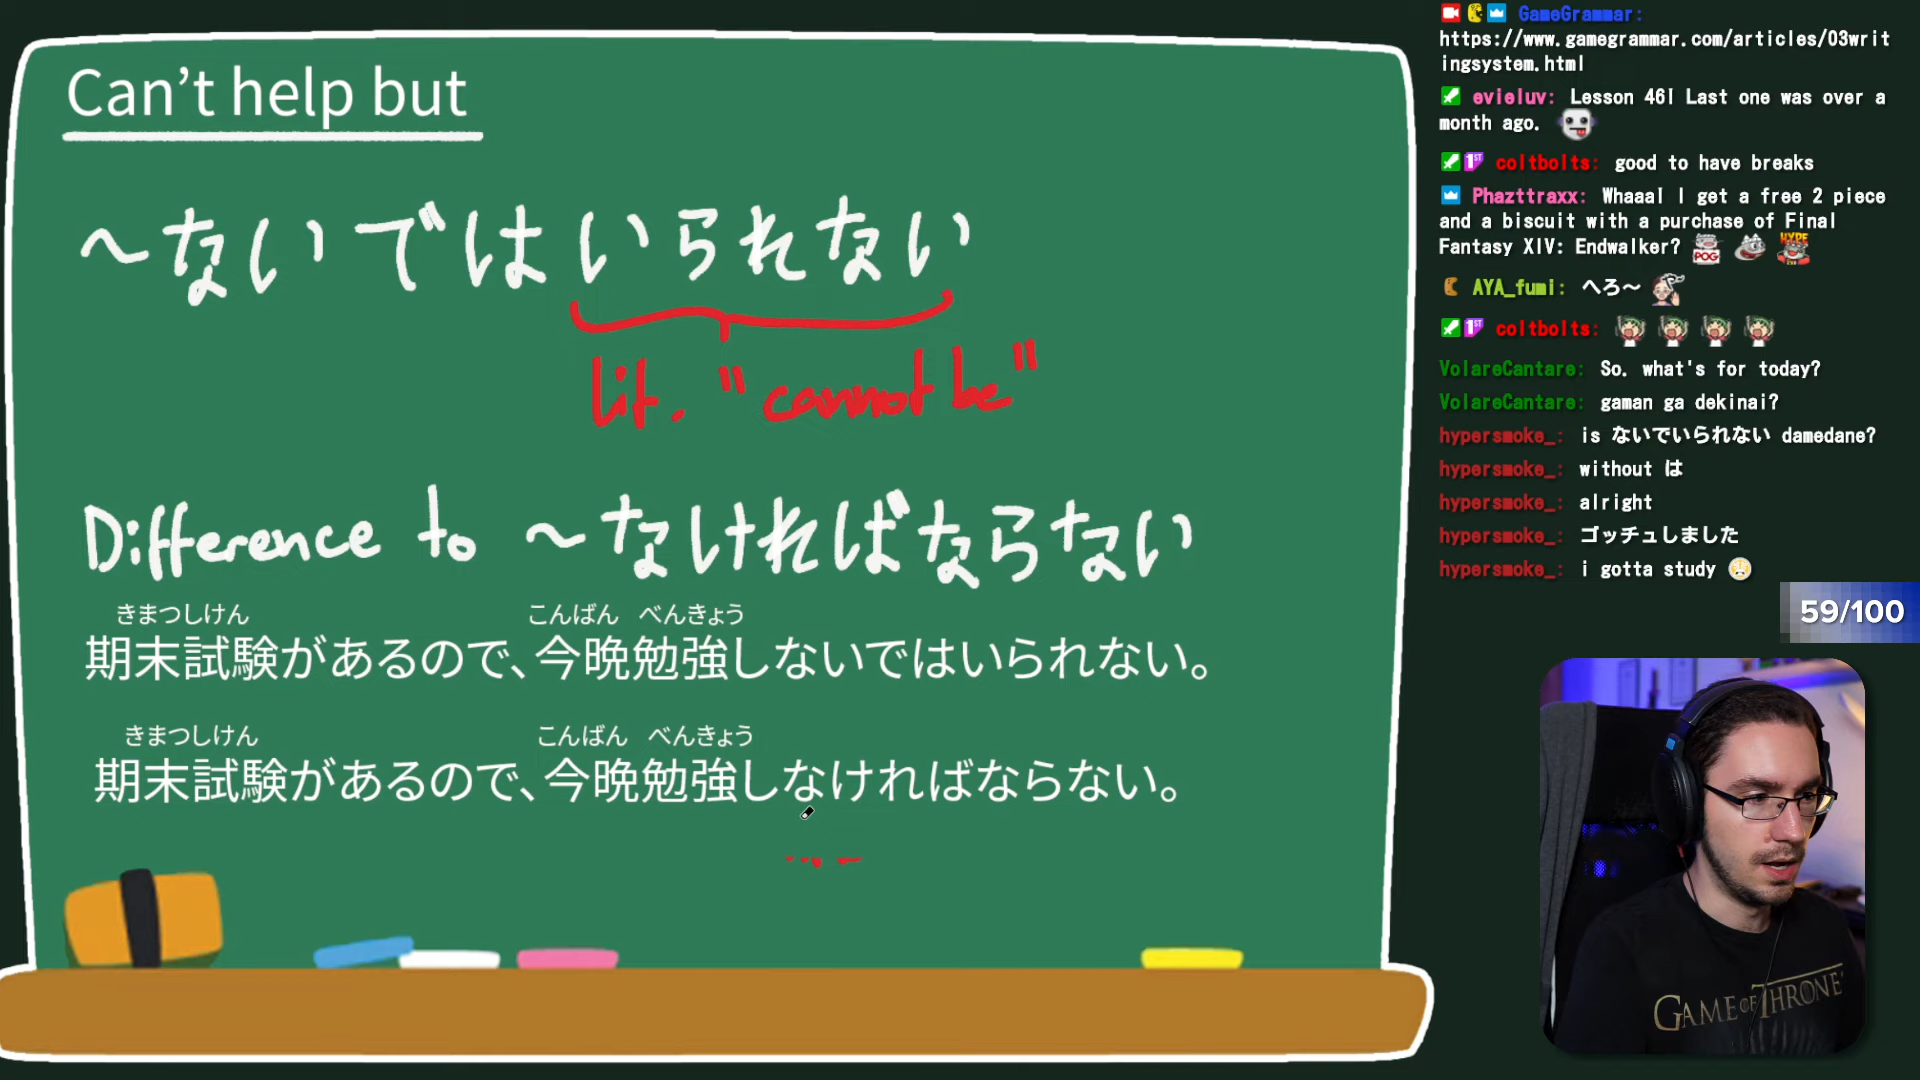 Can't help but
～ないではいられない
lit. "cannot be"
Difference to ～なければならない
きまつしけん こんばん べんきょう
期末試験があるので、今晩勉強しないではいられない。
きまつしけん こんばん べんきょう
期末試験があるので、今晩勉強しなければならない。
GameGrammar:
https://www.gamegrammar.com/articles/03writ
ingsystem.html
evieluv: Lesson 46! Last one was over a
month ago.
coltbolts: good to have breaks
Phazttraxx: Whaaa! I get a free 2 piece
and a biscuit with a purchase of Final
Fantasy XIV: Endwalker? POG HYPE
AYA_fumi: へろ～
coltbolts:
VolareCantare: So. what's for today?
VolareCantare: gaman ga dekinai?
hypersmoke_: is ないでいられない damedane?
hypersmoke_: without は
hypersmoke_: alright
hypersmoke_: ゴッチュしました
hypersmoke_: i gotta study
59/100
GAME OF THRONE